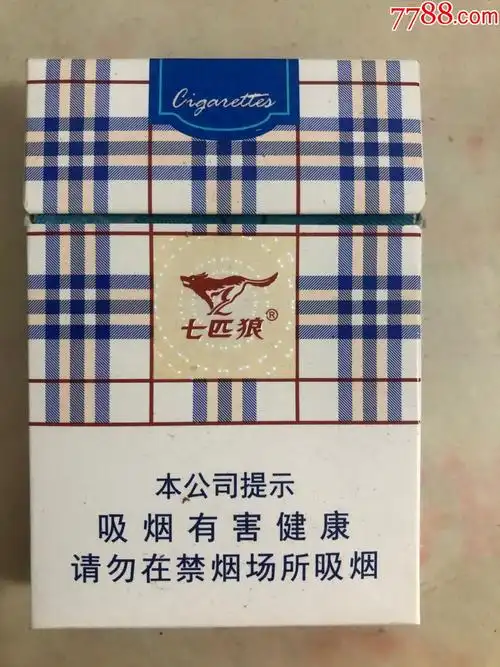 7788.com
Cigarettes
七匹狼®
本公司提示
吸烟有害健康
请勿在禁烟场所吸烟